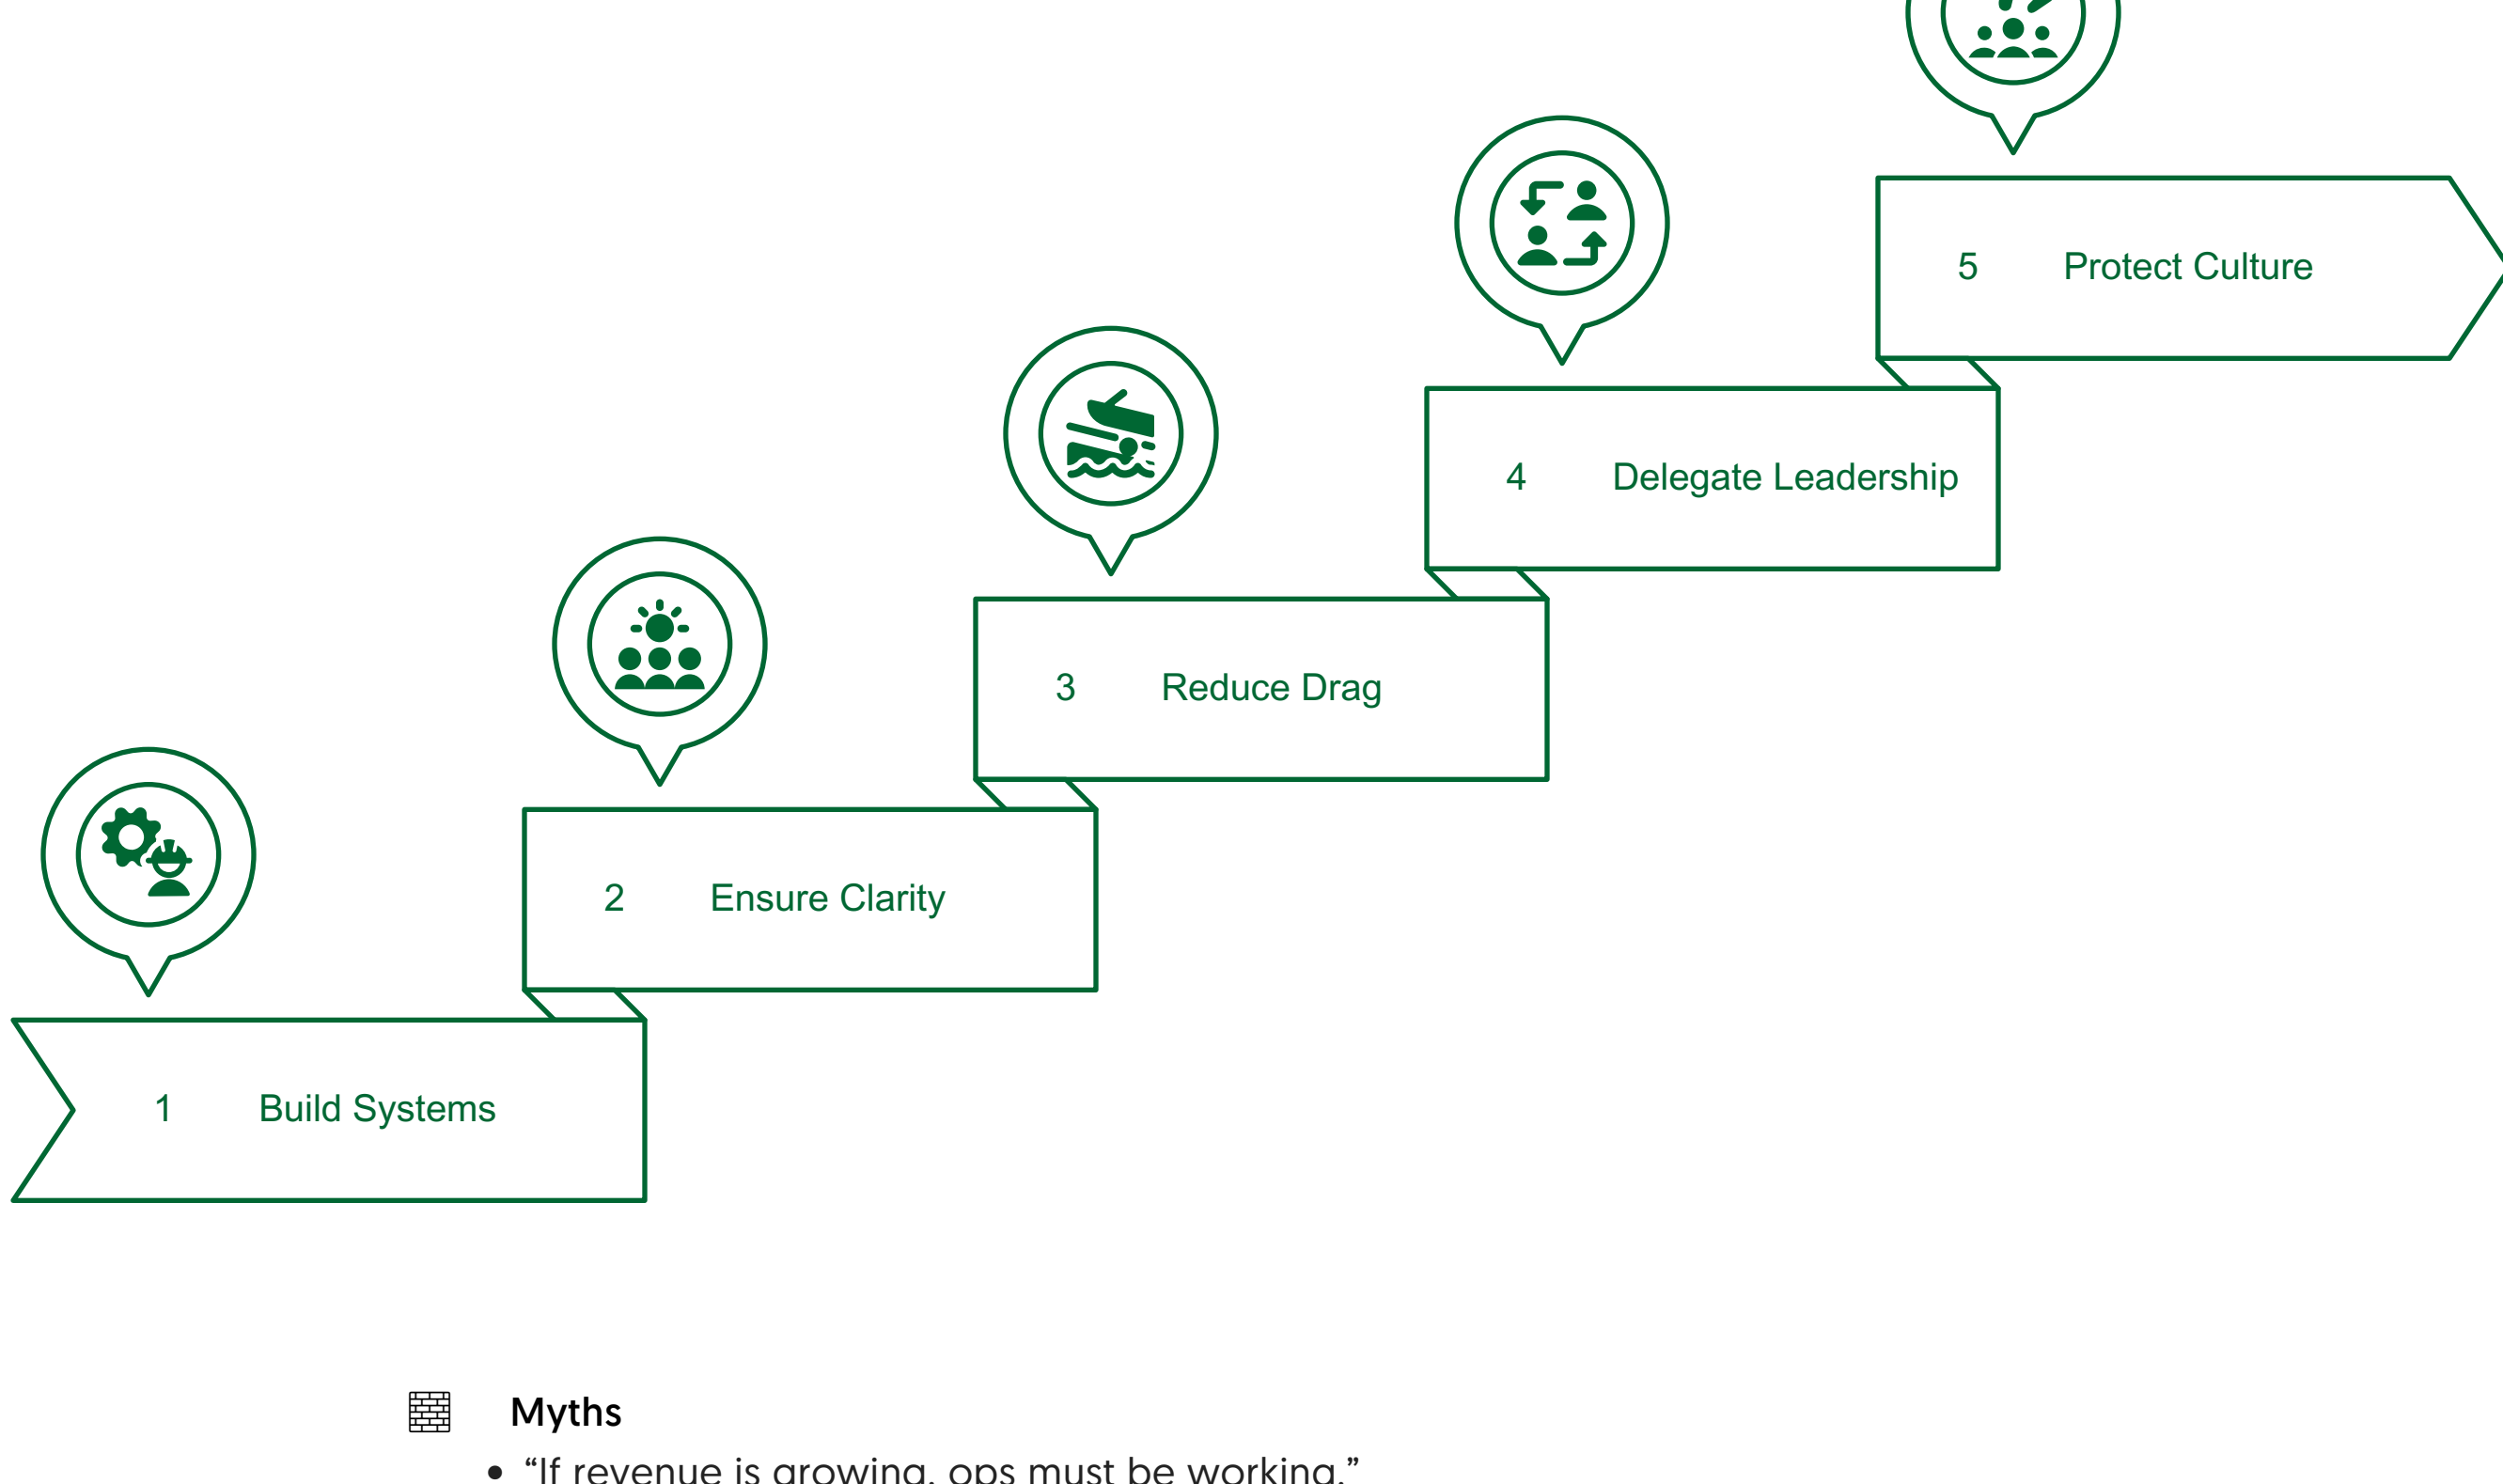 5 Protect Culture
4 Delegate Leadership
3 Reduce Drag
2 Ensure Clarity
1 Build Systems
Myths
• “If revenue is growing, ops must be working.”